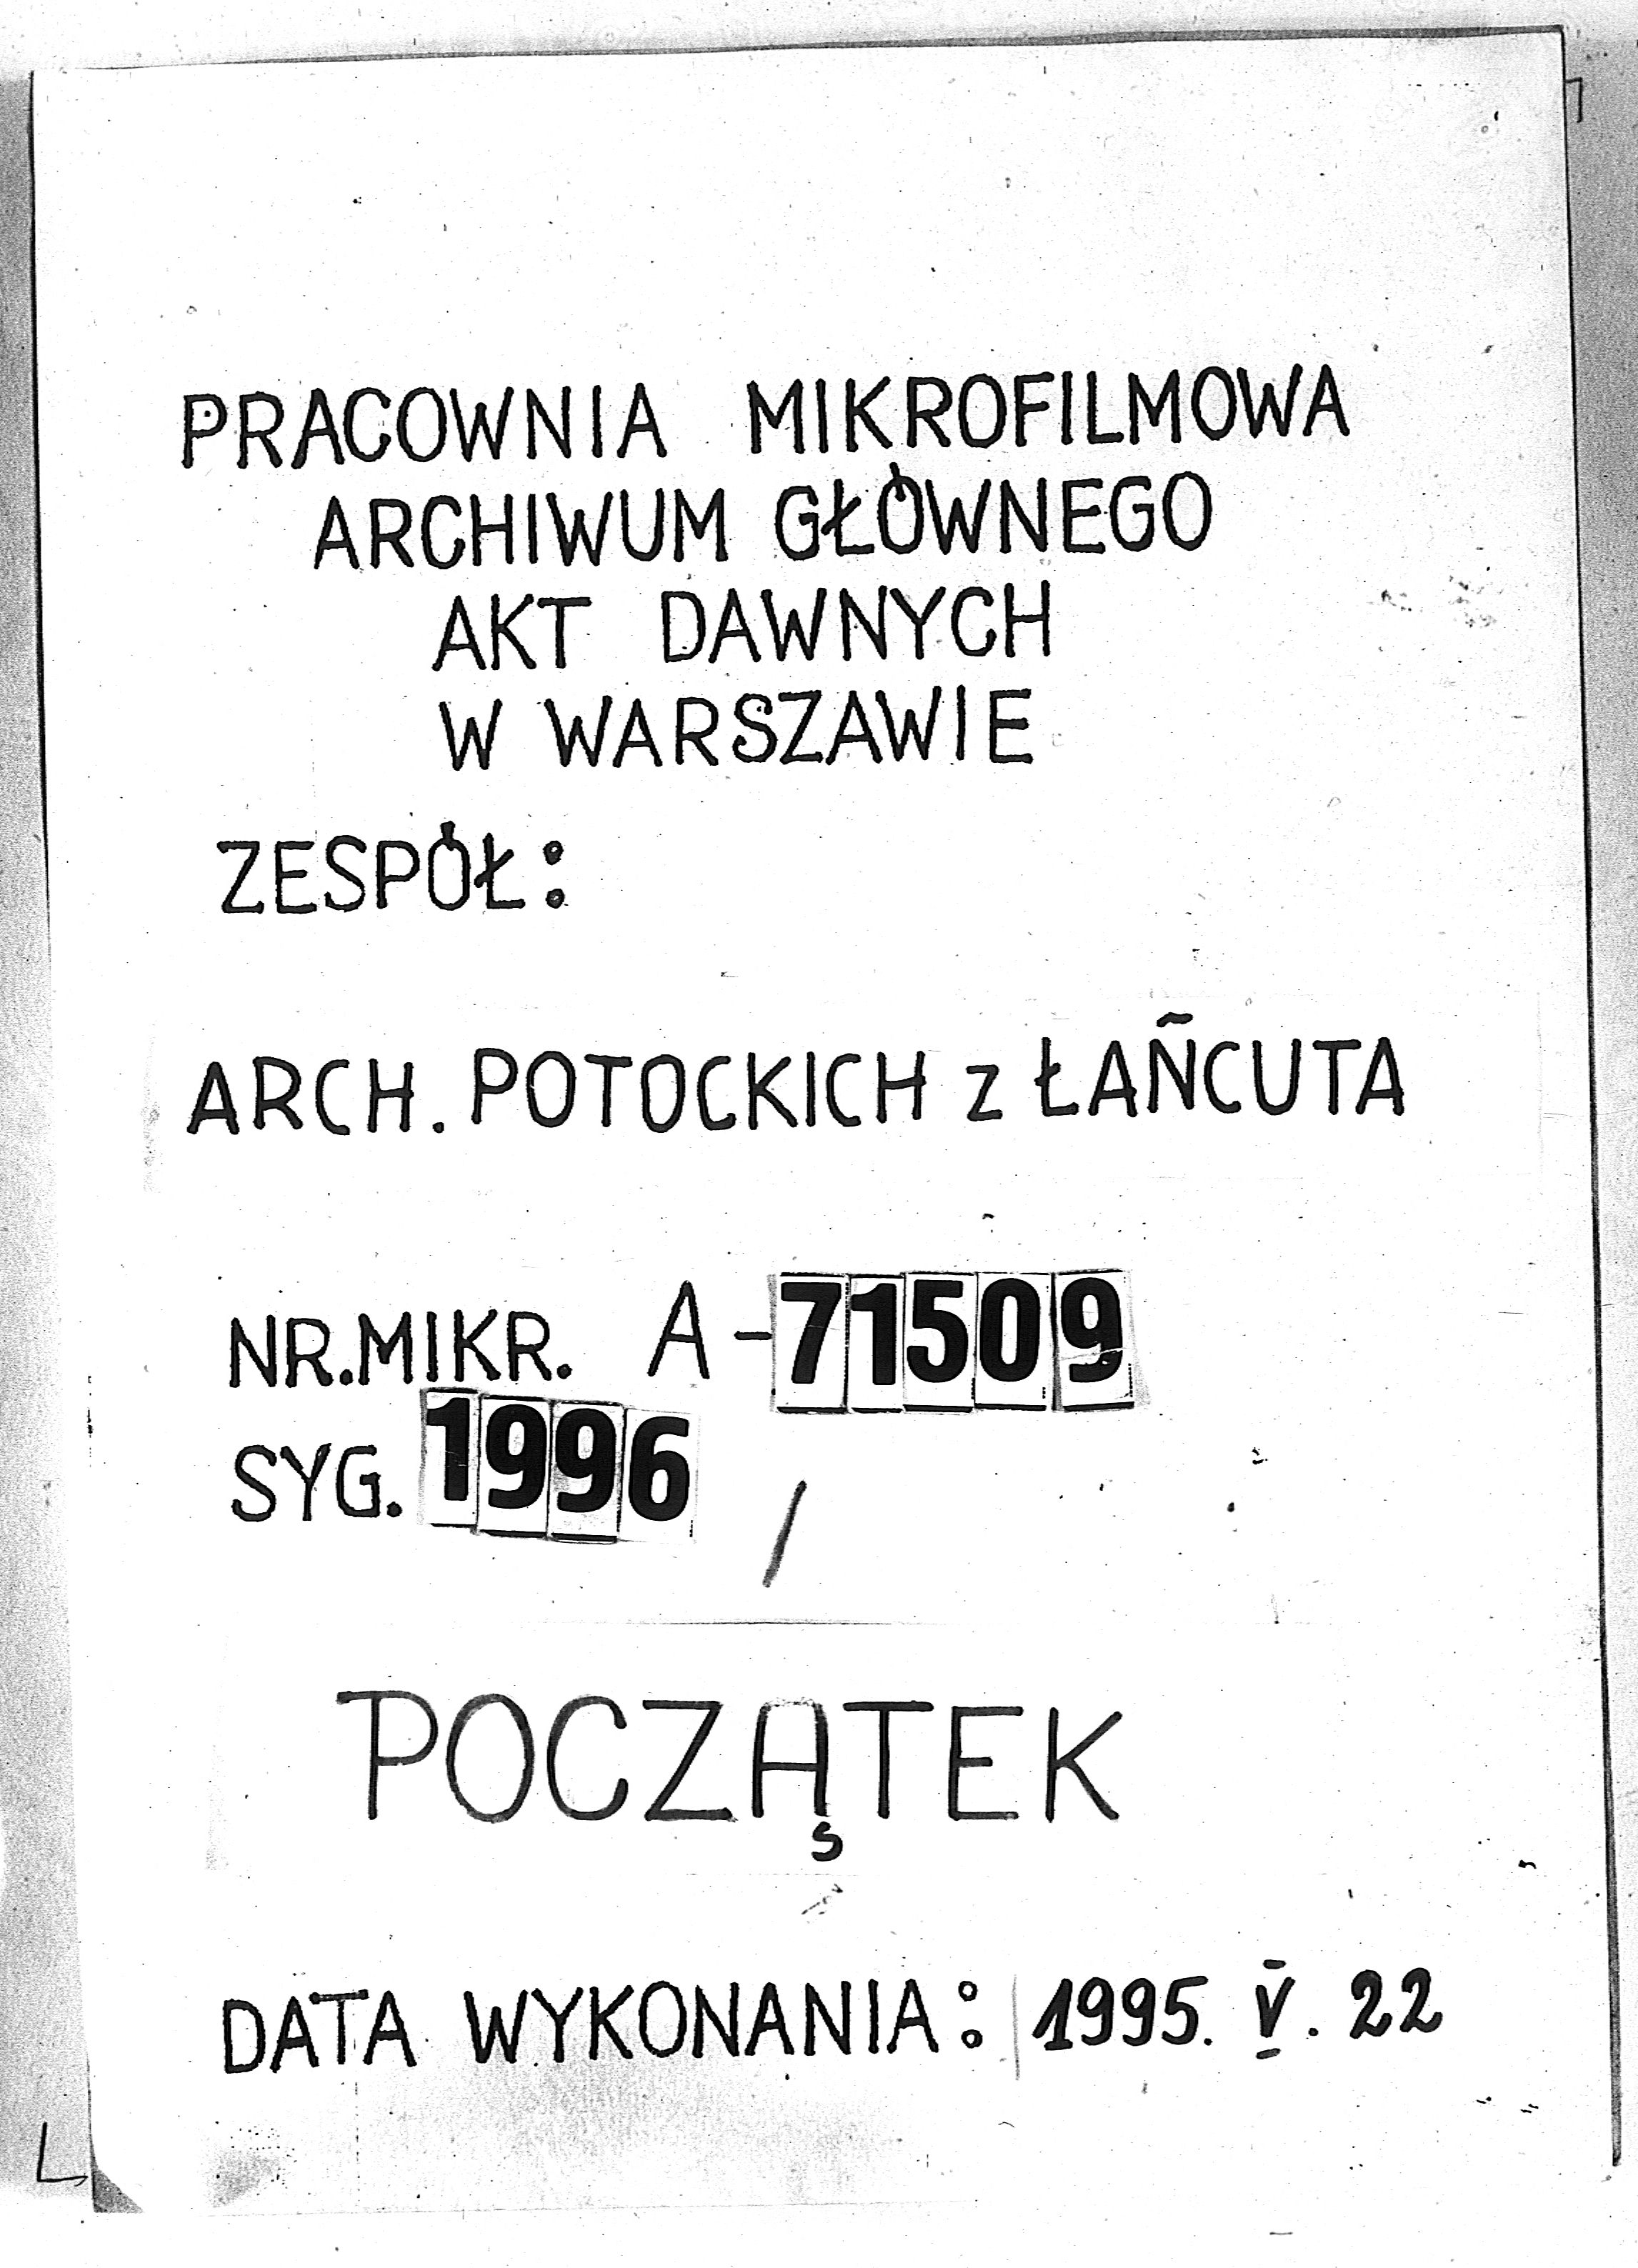 PRACOWNIA MIKROFILMOWA
ARCHIWUM GŁÓWNEGO
AKT DAWNYCH
W WARSZAWIE
ZESPÓŁ:
ARCH. POTOCKICH z ŁAŃCUTA
NR.MIKR. A-71509
SYG. 1996 /
POCZĄTEK
DATA WYKONANIA: 1995. V. 22